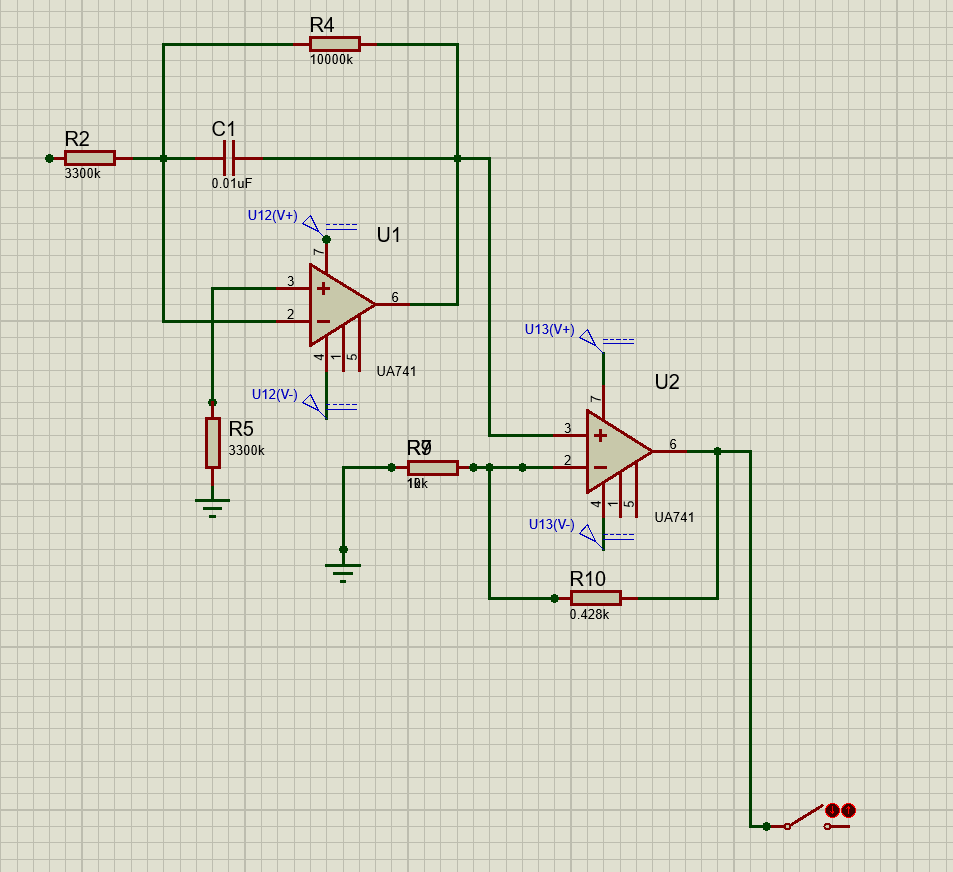 R4
10000k
R2
3300k
C1
0.01uF
U12(V+)
U1
7
3
6
2
4
1
5
UA741
U12(V-)
R5
3300k
U13(V+)
U2
7
3
6
2
4
1
5
UA741
U13(V-)
R10
0.428k